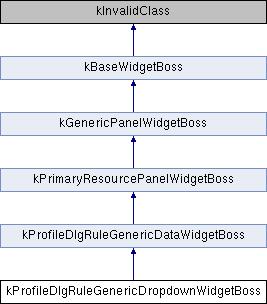 kInvalidClass
kBaseWidgetBoss
kGenericPanelWidgetBoss
kPrimaryResourcePanelWidgetBoss
kProfileDlgRuleGenericDataWidgetBoss
kProfileDlgRuleGenericDropdownWidgetBoss